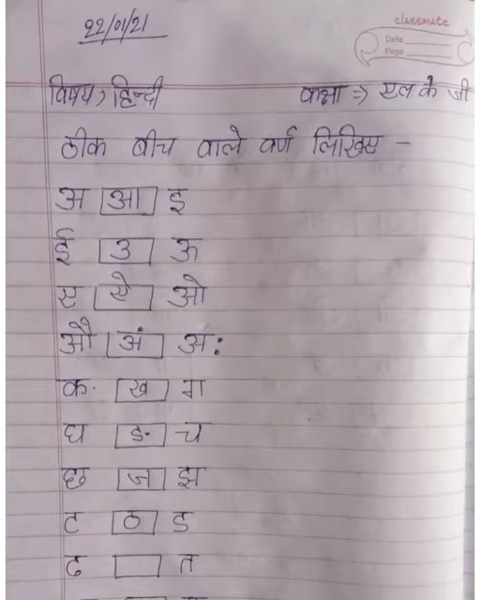 22/01/21
classmate
Date
Page
विषय > हिन्दी कक्षा => एल के जी
ठीक बीच वाले वर्ण लिखिए -
अ आ इ
ई उ ऊ
ए ऐ ओ
औ अं अः
क ख ग
घ ङ च
छ ज झ
ट ठ ड
ढ त